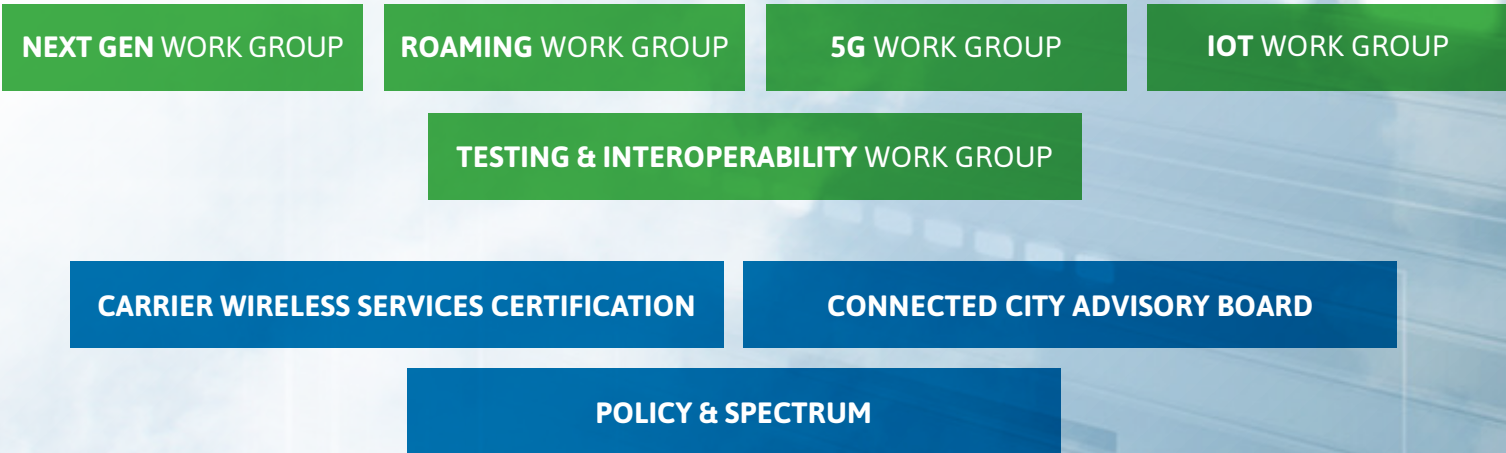 NEXT GEN WORK GROUP
ROAMING WORK GROUP
5G WORK GROUP
IOT WORK GROUP
TESTING & INTEROPERABILITY WORK GROUP
CARRIER WIRELESS SERVICES CERTIFICATION
CONNECTED CITY ADVISORY BOARD
POLICY & SPECTRUM